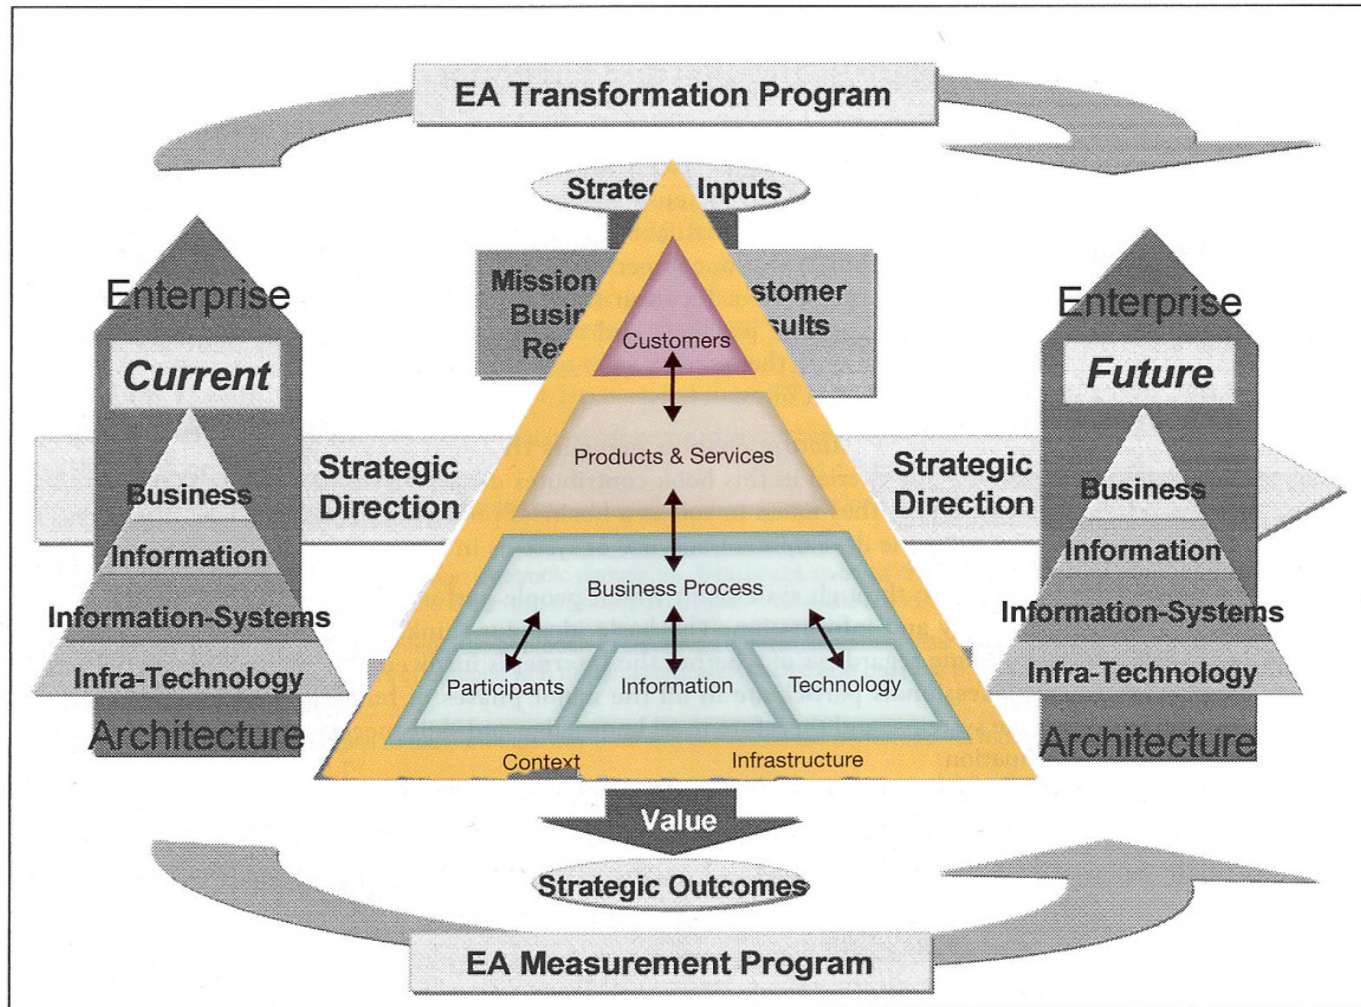 EA Transformation Program
Strategic Inputs
Mission
Busin
Res
stomer
sults
Enterprise
Current
Business
Information
Information-Systems
Infra-Technology
Architecture
Strategic
Direction
Customers
Products & Services
Business Process
Participants
Information
Technology
Context
Infrastructure
Strategic
Direction
Enterprise
Future
Business
Information
Information-Systems
Infra-Technology
Architecture
Value
Strategic Outcomes
EA Measurement Program